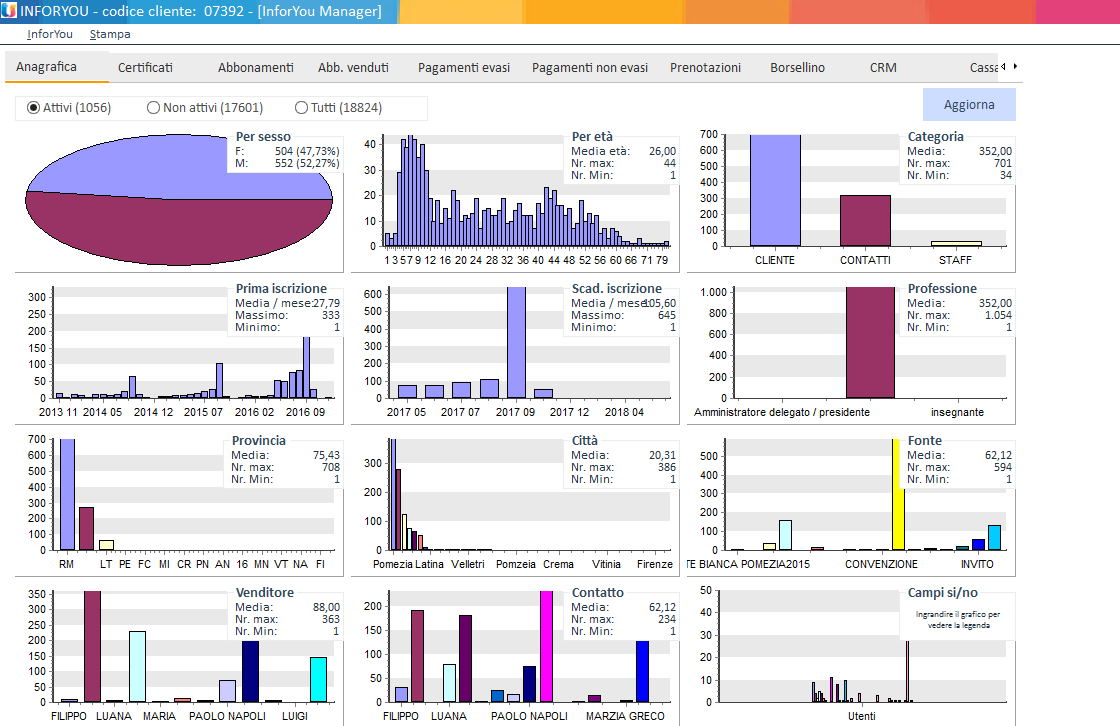 INFORYOU - codice cliente: 07392 - [InforYou Manager]
InforYou Stampa
Anagrafica Certificati Abbonamenti Abb. venduti Pagamenti evasi Pagamenti non evasi Prenotazioni Borsellino CRM Cassa
Attivi (1056) Non attivi (17601) Tutti (18824) Aggiorna
Per sesso
F: 504 (47,73%)
M: 552 (52,27%)
Per età
Media età: 26,00
Nr. max: 44
Nr. Min: 1
40
30
20
10
0
1 3 5 7 9 12 16 20 24 28 32 36 40 44 48 52 56 60 66 71 79
Categoria
Media: 352,00
Nr. max: 701
Nr. Min: 34
700
600
500
400
300
200
100
0
CLIENTE CONTATTI STAFF
Prima iscrizione
Media / mese: 27,79
Massimo: 333
Minimo: 1
300
250
200
150
100
50
0
2013 11 2014 05 2014 12 2015 07 2016 02 2016 09
Scad. iscrizione
Media / mese: 105,60
Massimo: 645
Minimo: 1
600
500
400
300
200
100
0
2017 05 2017 07 2017 09 2017 12 2018 04
Professione
Media: 352,00
Nr. max: 1.054
Nr. Min: 1
1.000
800
600
400
200
0
Amministratore delegato / presidente insegnante
Provincia
Media: 75,43
Nr. max: 708
Nr. Min: 1
700
600
500
400
300
200
100
0
RM LT PE FC MI CR PN AN 16 MN VT NA FI
Città
Media: 20,31
Nr. max: 386
Nr. Min: 1
300
200
100
0
Pomezia Latina Velletri Pomzeia Crema Vitinia Firenze
Fonte
Media: 62,12
Nr. max: 594
Nr. Min: 1
500
400
300
200
100
0
TE BIANCA POMEZIA2015 CONVENZIONE INVITO
Venditore
Media: 88,00
Nr. max: 363
Nr. Min: 1
350
300
250
200
150
100
50
0
FILIPPO LUANA MARIA PAOLO NAPOLI LUIGI
Contatto
Media: 62,12
Nr. max: 234
Nr. Min: 1
200
150
100
50
0
FILIPPO LUANA PAOLO NAPOLI MARZIA GRECO
Campi si/no
Ingrandire il grafico per
vedere la legenda
50
40
30
20
10
0
Utenti